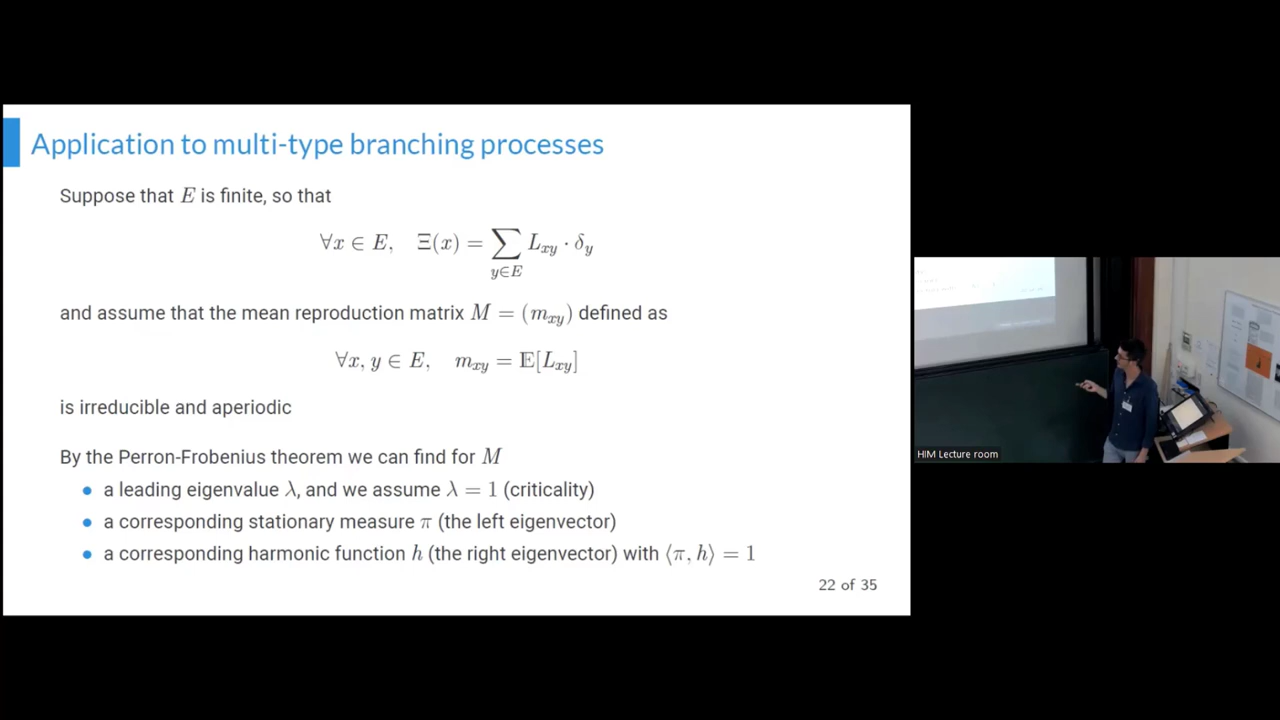 Application to multi-type branching processes
Suppose that E is finite, so that
∀x ∈ E, Ξ(x) = ∑_{y∈E} L_{xy} · δ_y
and assume that the mean reproduction matrix M = (m_{xy}) defined as
∀x, y ∈ E, m_{xy} = 𝔼[L_{xy}]
is irreducible and aperiodic
By the Perron-Frobenius theorem we can find for M
• a leading eigenvalue λ, and we assume λ = 1 (criticality)
• a corresponding stationary measure π (the left eigenvector)
• a corresponding harmonic function h (the right eigenvector) with ⟨π, h⟩ = 1
22 of 35
HIM Lecture room